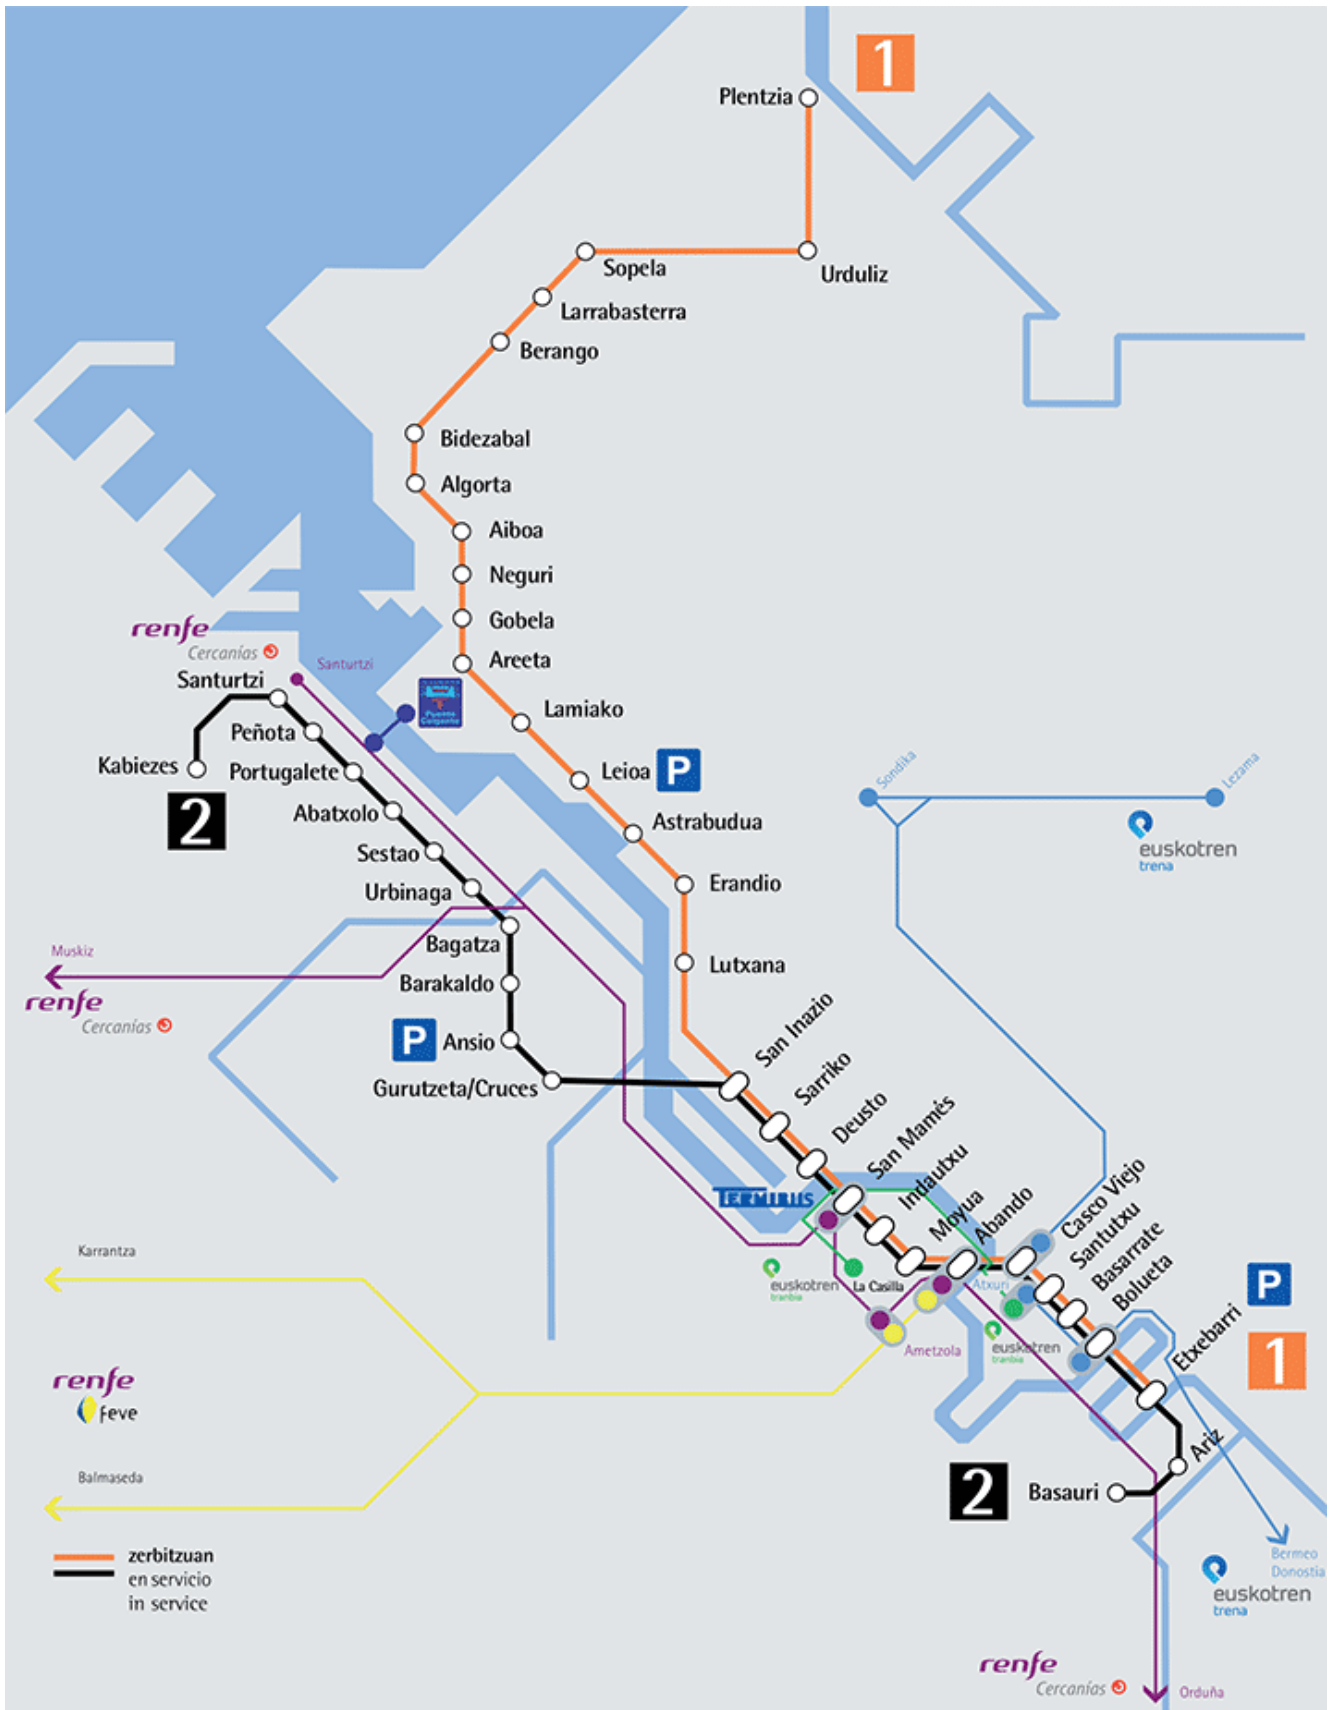 1
Plentzia
Sopela
Urduliz
Larrabasterra
Berango
Bidezabal
Algorta
Aiboa
Neguri
Gobela
Areeta
renfe
Cercanías
Santurtzi
Santurtzi
Puente
Colgante
Lamiako
Peñota
Kabiezes
Portugalete
Leioa P
2
Abatxolo
Astrabudua
Sondika
Lezama
euskotren
trena
Sestao
Urbinaga
Erandio
Bagatza
Muskiz
renfe
Cercanías
Barakaldo
Lutxana
P Ansio
Gurutzeta/Cruces
San Inazio
Sarriko
Deusto
San Mamés
Indautxu
Moyua
Abando
Casco Viejo
Santutxu
Basarrate
Bolueta
Etxebarri
TERMIBUS
Karrantza
euskotren
tranbia
La Casilla
Atxuri
P
1
Ametzola
euskotren
tranbia
renfe
feve
Balmaseda
Ariz
2
Basauri
zerbitzuan
en servicio
in service
Bermeo
Donostia
euskotren
trena
renfe
Cercanías
Orduña